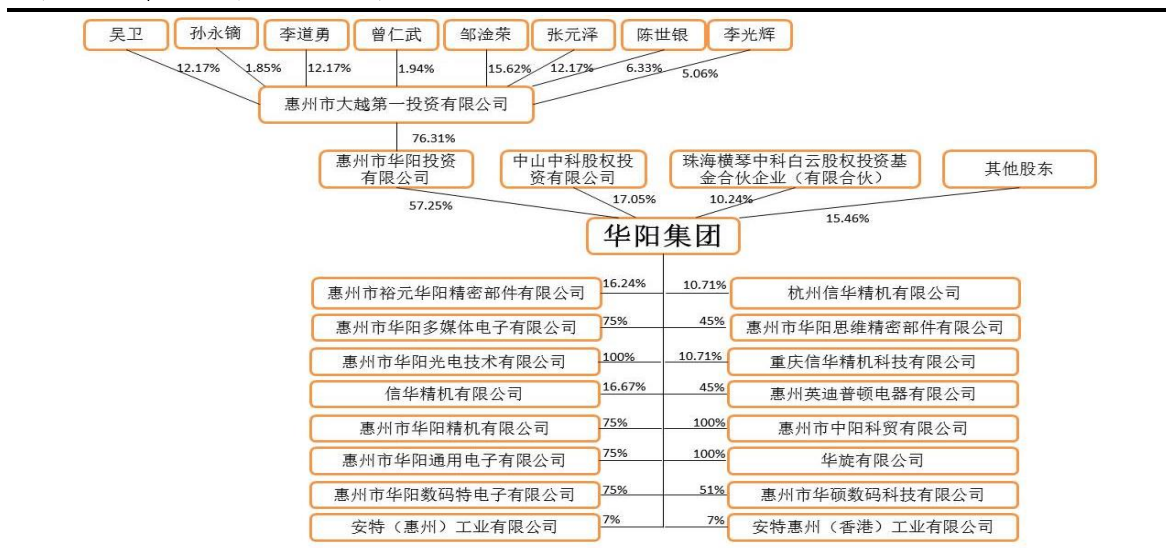 吴卫
孙永镝
李道勇
曾仁武
邹淦荣
张元泽
陈世银
李光辉
12.17%
1.85%
12.17%
1.94%
15.62%
12.17%
6.33%
5.06%
惠州市大越第一投资有限公司
76.31%
惠州市华阳投资
有限公司
中山中科股权投
资有限公司
珠海横琴中科白云股权投资基
金合伙企业（有限合伙）
其他股东
57.25%
17.05%
10.24%
15.46%
华阳集团
惠州市裕元华阳精密部件有限公司
16.24%
10.71%
杭州信华精机有限公司
惠州市华阳多媒体电子有限公司
75%
45%
惠州市华阳思维精密部件有限公司
惠州市华阳光电技术有限公司
100%
10.71%
重庆信华精机科技有限公司
信华精机有限公司
16.67%
45%
惠州英迪普顿电器有限公司
惠州市华阳精机有限公司
75%
100%
惠州市中阳科贸有限公司
惠州市华阳通用电子有限公司
75%
100%
华旋有限公司
惠州市华阳数码特电子有限公司
75%
51%
惠州市华硕数码科技有限公司
安特（惠州）工业有限公司
7%
7%
安特惠州（香港）工业有限公司